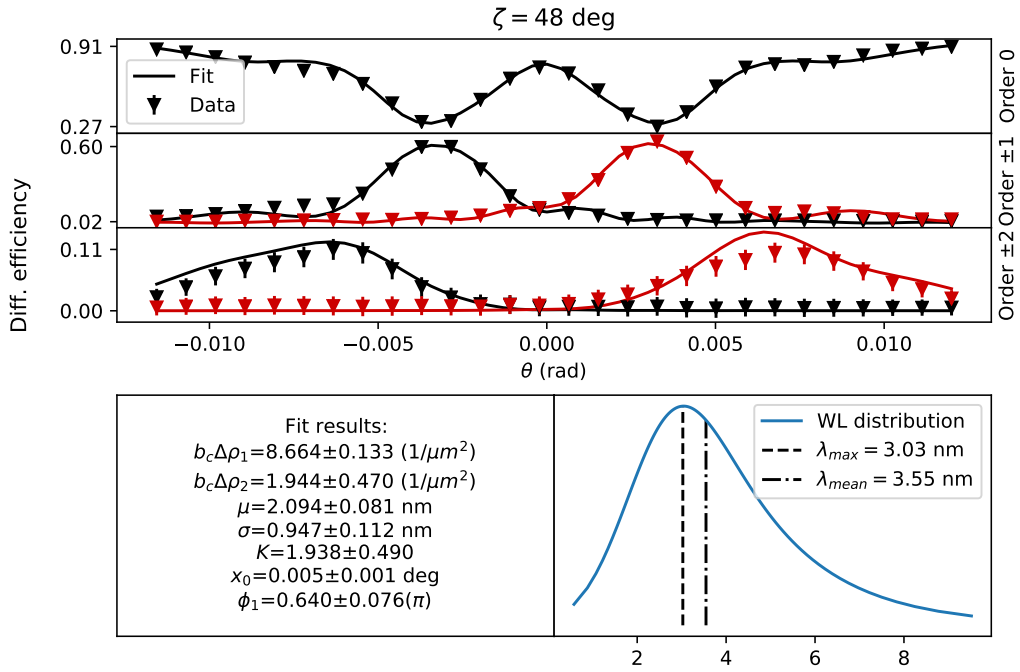 ζ = 48 deg
0.91
0.27
Fit
Data
Order 0
0.60
0.02
Order ±1
0.11
0.00
Order ±2
Diff. efficiency
−0.010 −0.005 0.000 0.005 0.010
θ (rad)
Fit results:
b_cΔρ_1=8.664±0.133 (1/μm^2)
b_cΔρ_2=1.944±0.470 (1/μm^2)
μ=2.094±0.081 nm
σ=0.947±0.112 nm
K=1.938±0.490
x_0=0.005±0.001 deg
ϕ_1=0.640±0.076(π)
WL distribution
λ_max = 3.03 nm
λ_mean = 3.55 nm
2 4 6 8